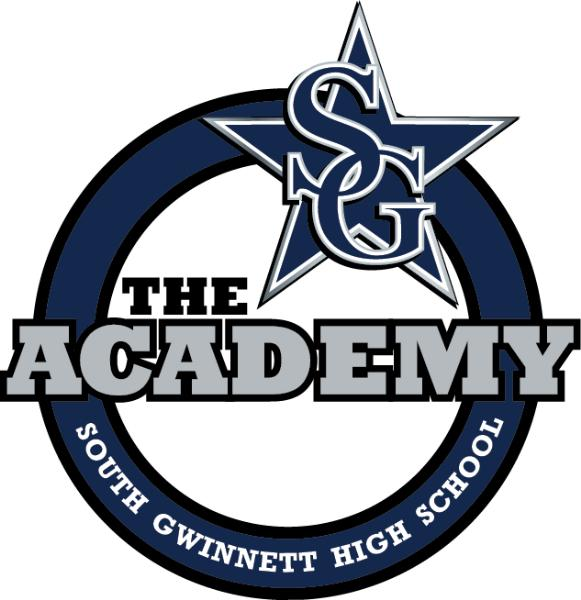 SG
THE
ACADEMY
SOUTH GWINNETT HIGH SCHOOL